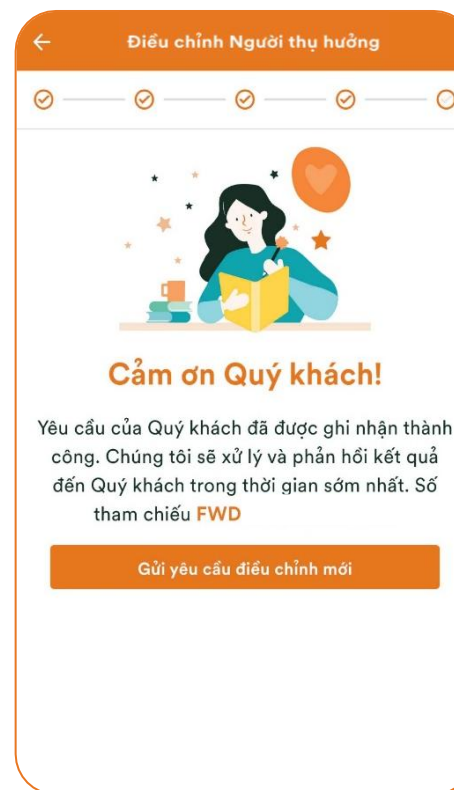 Điều chỉnh Người thụ hưởng
Cảm ơn Quý khách!
Yêu cầu của Quý khách đã được ghi nhận thành
công. Chúng tôi sẽ xử lý và phản hồi kết quả
đến Quý khách trong thời gian sớm nhất. Số
tham chiếu FWD
Gửi yêu cầu điều chỉnh mới